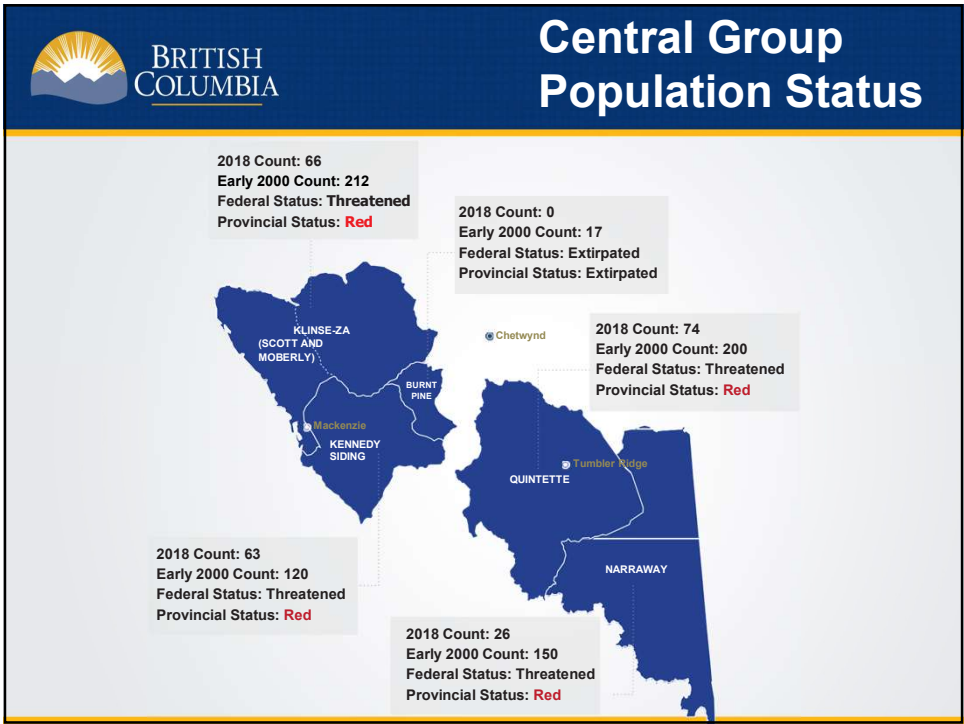 BRITISH
COLUMBIA
Central Group
Population Status
2018 Count: 66
Early 2000 Count: 212
Federal Status: Threatened
Provincial Status: Red
2018 Count: 0
Early 2000 Count: 17
Federal Status: Extirpated
Provincial Status: Extirpated
KLINSE-ZA
(SCOTT AND
MOBERLY)
Chetwynd
2018 Count: 74
Early 2000 Count: 200
Federal Status: Threatened
Provincial Status: Red
BURNT
PINE
Mackenzie
KENNEDY
SIDING
Tumbler Ridge
QUINTETTE
2018 Count: 63
Early 2000 Count: 120
Federal Status: Threatened
Provincial Status: Red
NARRAWAY
2018 Count: 26
Early 2000 Count: 150
Federal Status: Threatened
Provincial Status: Red